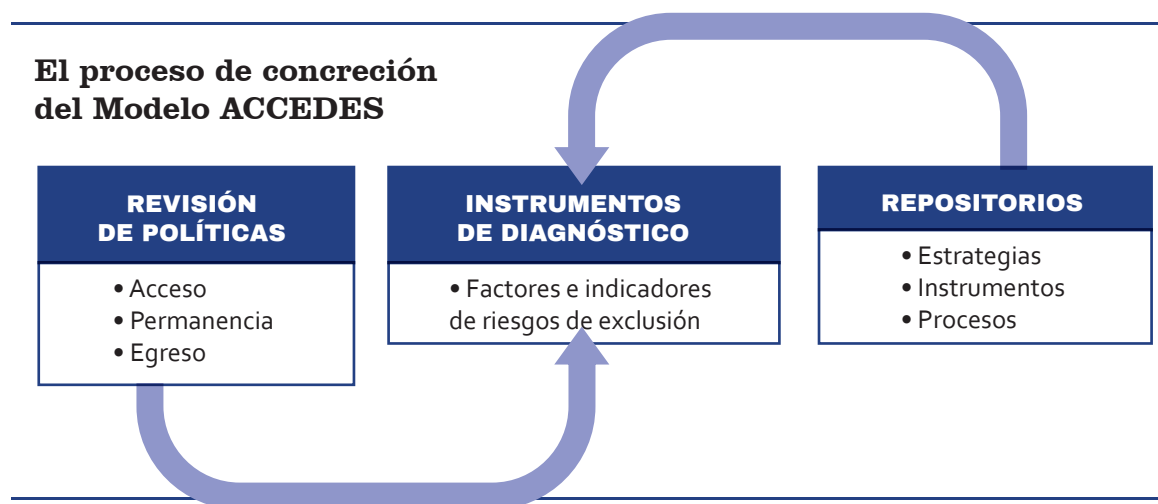 El proceso de concreción
del Modelo ACCEDES
REVISIÓN
DE POLÍTICAS
• Acceso
• Permanencia
• Egreso
INSTRUMENTOS
DE DIAGNÓSTICO
• Factores e indicadores
de riesgos de exclusión
REPOSITORIOS
• Estrategias
• Instrumentos
• Procesos